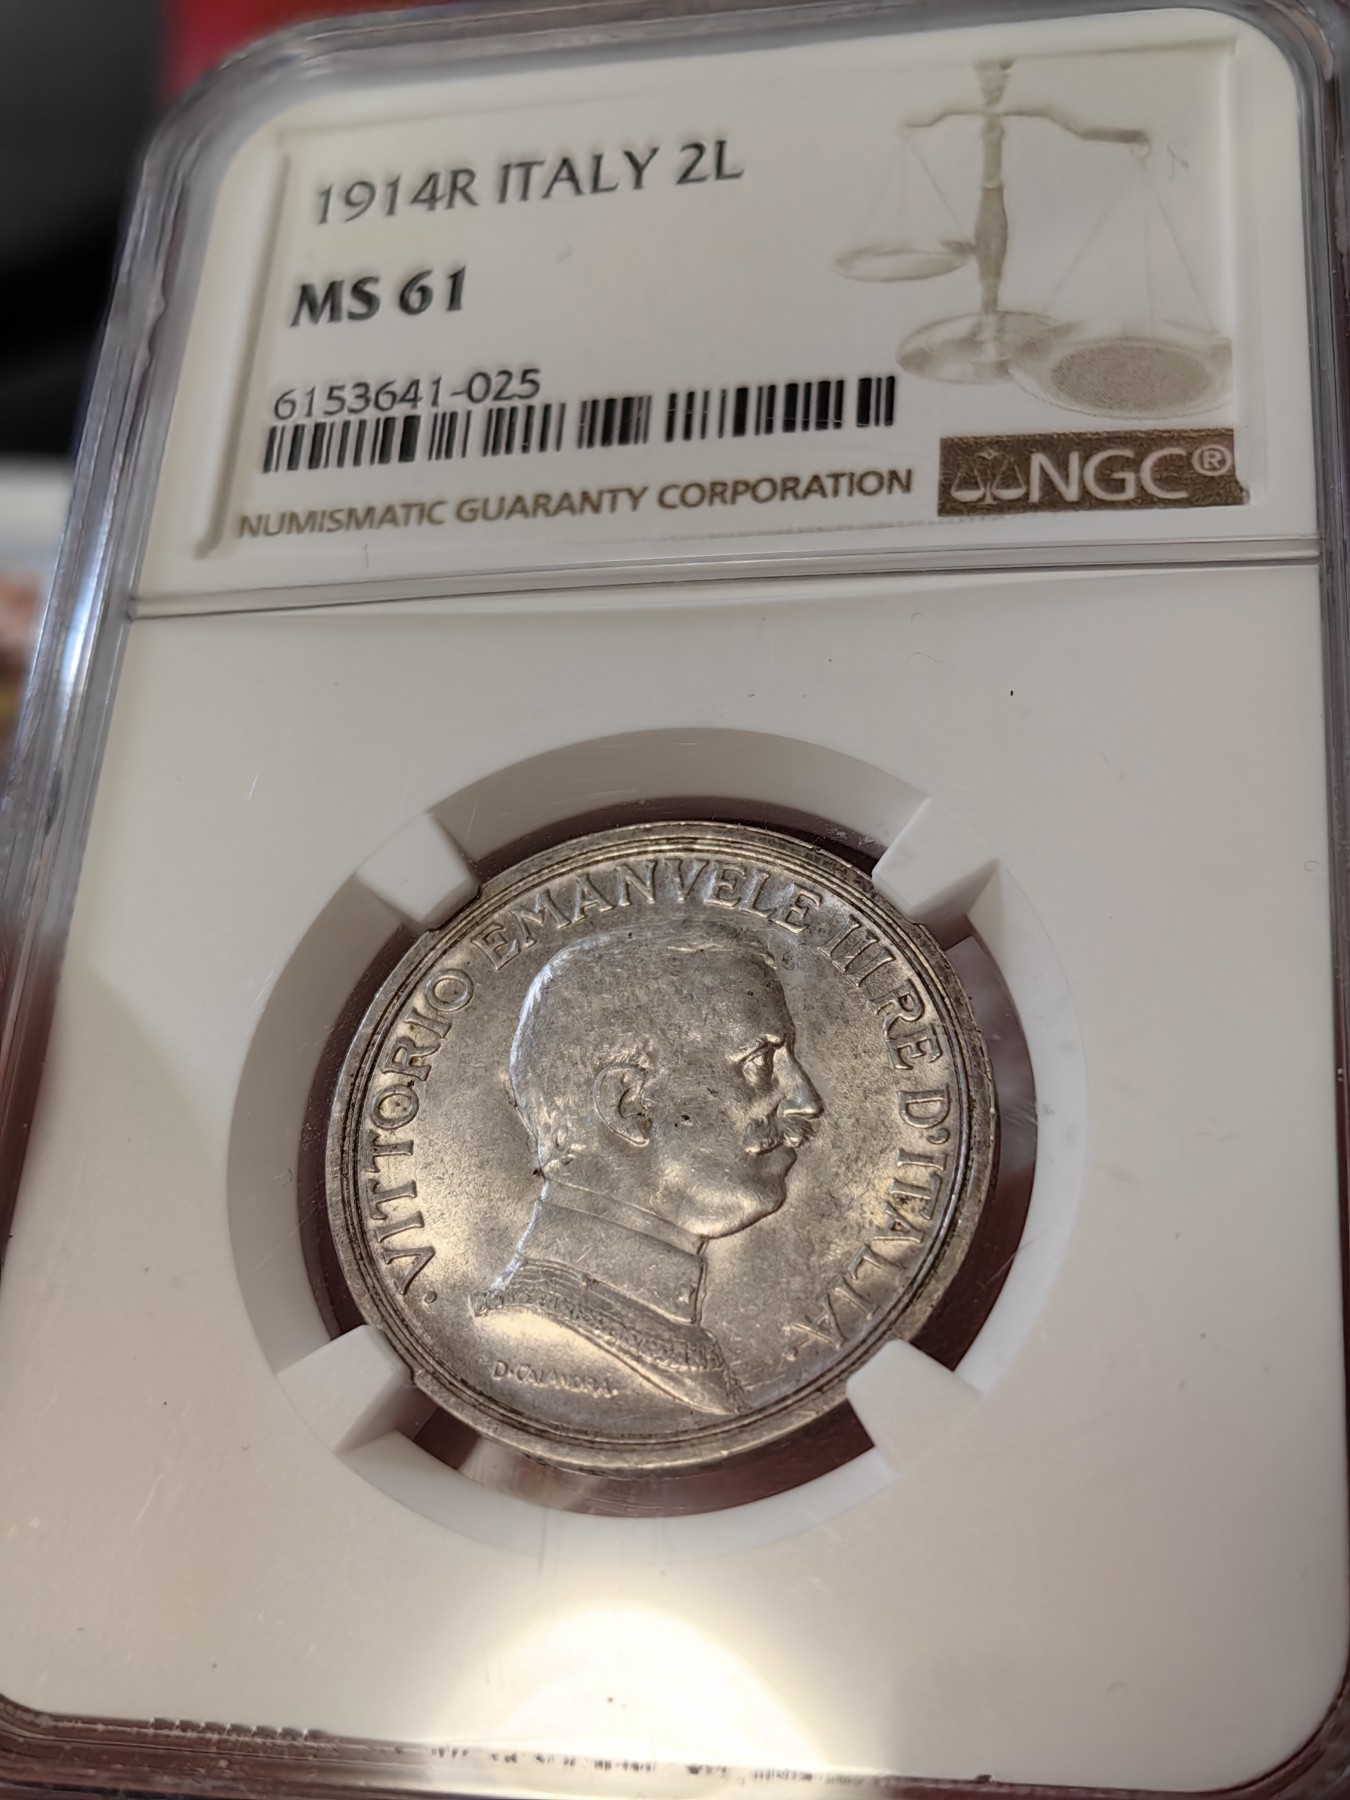 1914R ITALY 2L
MS 61
6153641-025
NUMISMATIC GUARANTY CORPORATION
NGC®
· VITTORIO EMANVELE III RE D'ITALIA ·
D·CALANDRA·